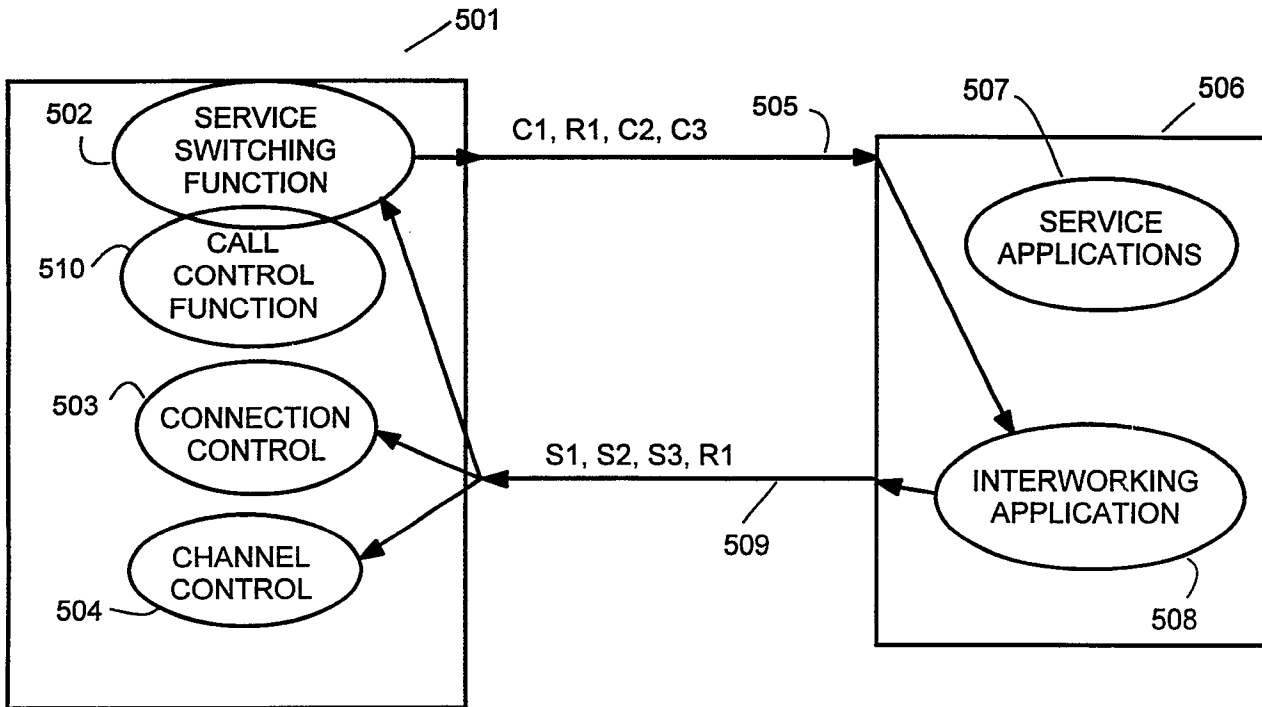 501
502
SERVICE
SWITCHING
FUNCTION
C1, R1, C2, C3
505
507
506
510
CALL
CONTROL
FUNCTION
SERVICE
APPLICATIONS
503
CONNECTION
CONTROL
S1, S2, S3, R1
509
INTERWORKING
APPLICATION
504
CHANNEL
CONTROL
508